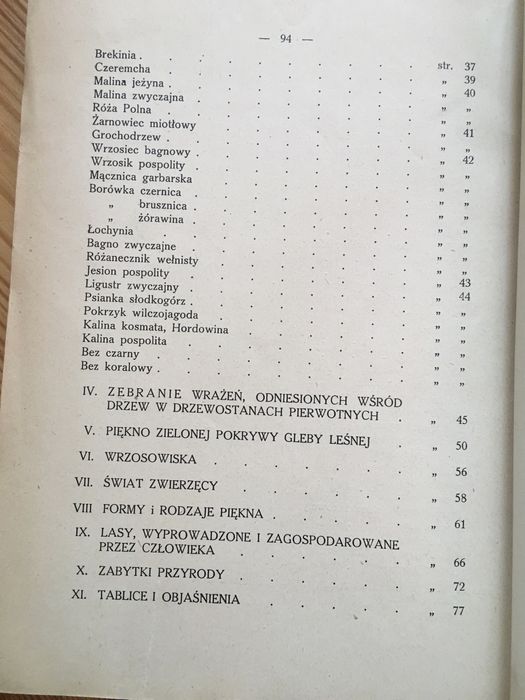 — 94 —
Brekinia . . . . . . . . str. 37
Czeremcha . . . . . . . . „ 39
Malina jeżyna . . . . . . . „ 40
Malina zwyczajna . . . . . . . „ „
Róża Polna . . . . . . . „ „
Żarnowiec miotłowy . . . . . . „ 41
Grochodrzew . . . . . . . „ „
Wrzosiec bagnowy . . . . . . . „ 42
Wrzosik pospolity . . . . . . . „ „
Mącznica garbarska . . . . . . „ „
Borówka czernica . . . . . . . „ „
„ brusznica . . . . . . . „ „
„ żórawina . . . . . . . „ „
Łochynia . . . . . . . . „ „
Bagno zwyczajne . . . . . . . „ „
Różanecznik wełnisty . . . . . . „ „
Jesion pospolity . . . . . . . „ 43
Ligustr zwyczajny . . . . . . . „ 44
Psianka słodkogórz . . . . . . . „ „
Pokrzyk wilczojagoda . . . . . . „ „
Kalina kosmata, Hordowina . . . . . „ „
Kalina pospolita . . . . . . . „ „
Bez czarny . . . . . . . „ „
Bez koralowy . . . . . . . „ „
IV. ZEBRANIE WRAŻEŃ, ODNIESIONYCH WŚRÓD
DRZEW W DRZEWOSTANACH PIERWOTNYCH . „ 45
V. PIĘKNO ZIELONEJ POKRYWY GLEBY LEŚNEJ . „ 50
VI. WRZOSOWISKA . . . . . . „ 56
VII. ŚWIAT ZWIERZĘCY . . . . . „ 58
VIII FORMY i RODZAJE PIĘKNA . . . . „ 61
IX. LASY, WYPROWADZONE I ZAGOSPODAROWANE
PRZEZ CZŁOWIEKA . . . . . „ 66
X. ZABYTKI PRZYRODY . . . . . „ 72
XI. TABLICE I OBJAŚNIENIA . . . . . „ 77